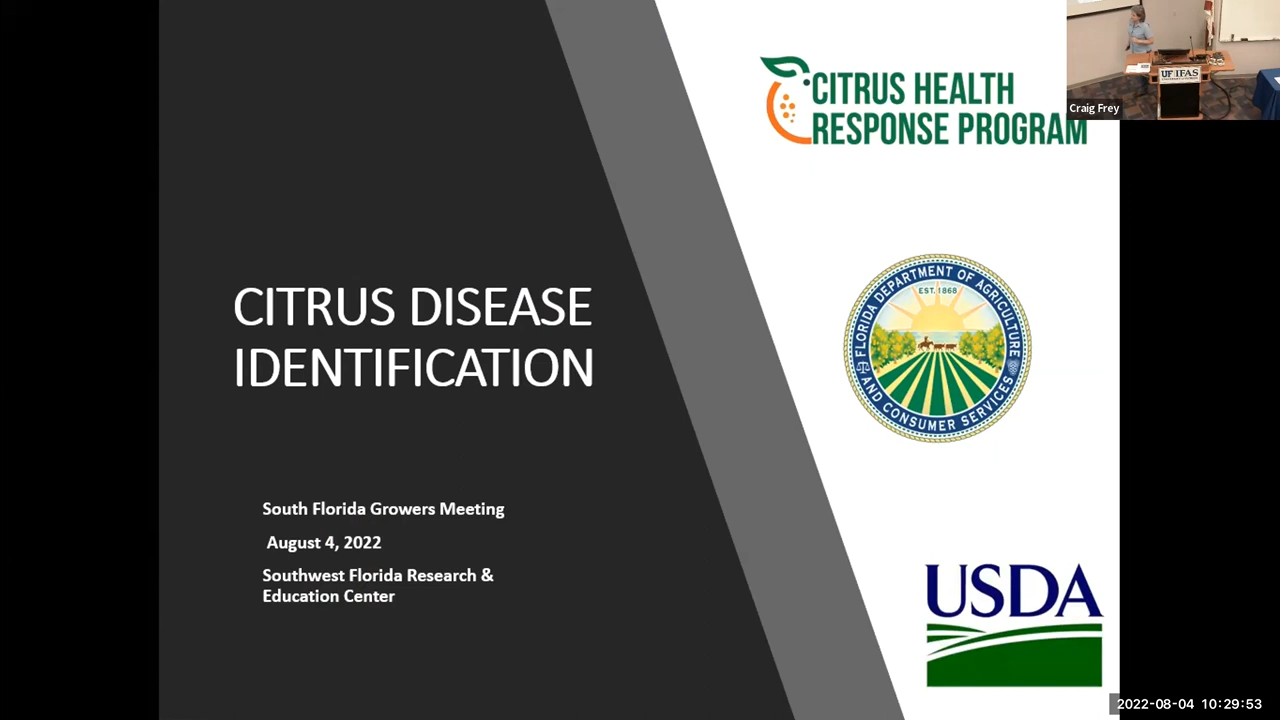 CITRUS HEALTH
RESPONSE PROGRAM
UF IFAS
Craig Frey
FLORIDA DEPARTMENT OF AGRICULTURE
AND CONSUMER SERVICES
EST. 1868
CITRUS DISEASE
IDENTIFICATION
South Florida Growers Meeting
August 4, 2022
Southwest Florida Research &
Education Center
USDA
2022-08-04 10:29:53